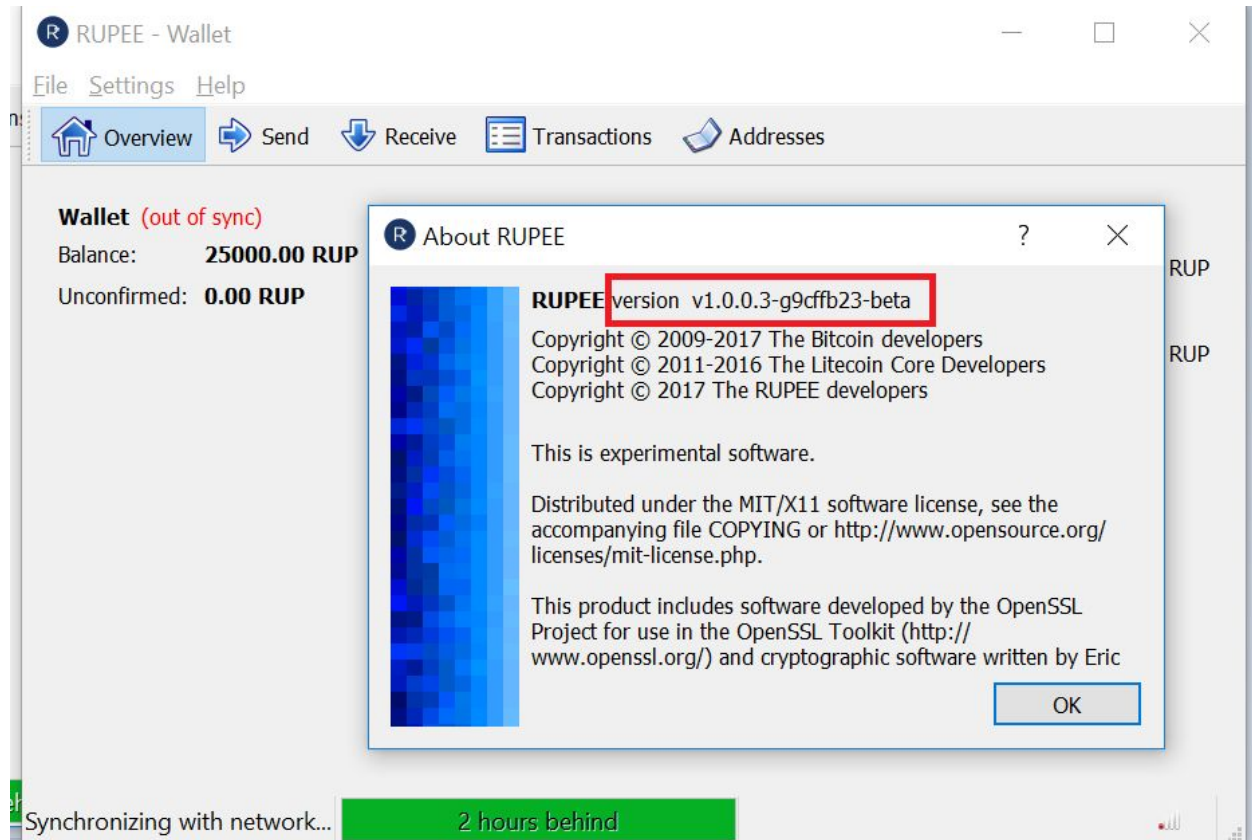 R RUPEE - Wallet
File Settings Help
Overview Send Receive Transactions Addresses
Wallet (out of sync)
Balance: 25000.00 RUP
Unconfirmed: 0.00 RUP
RUP
RUP
R About RUPEE ?
RUPEE version v1.0.0.3-g9cffb23-beta
Copyright © 2009-2017 The Bitcoin developers
Copyright © 2011-2016 The Litecoin Core Developers
Copyright © 2017 The RUPEE developers
This is experimental software.
Distributed under the MIT/X11 software license, see the
accompanying file COPYING or http://www.opensource.org/
licenses/mit-license.php.
This product includes software developed by the OpenSSL
Project for use in the OpenSSL Toolkit (http://
www.openssl.org/) and cryptographic software written by Eric
OK
Synchronizing with network...
2 hours behind